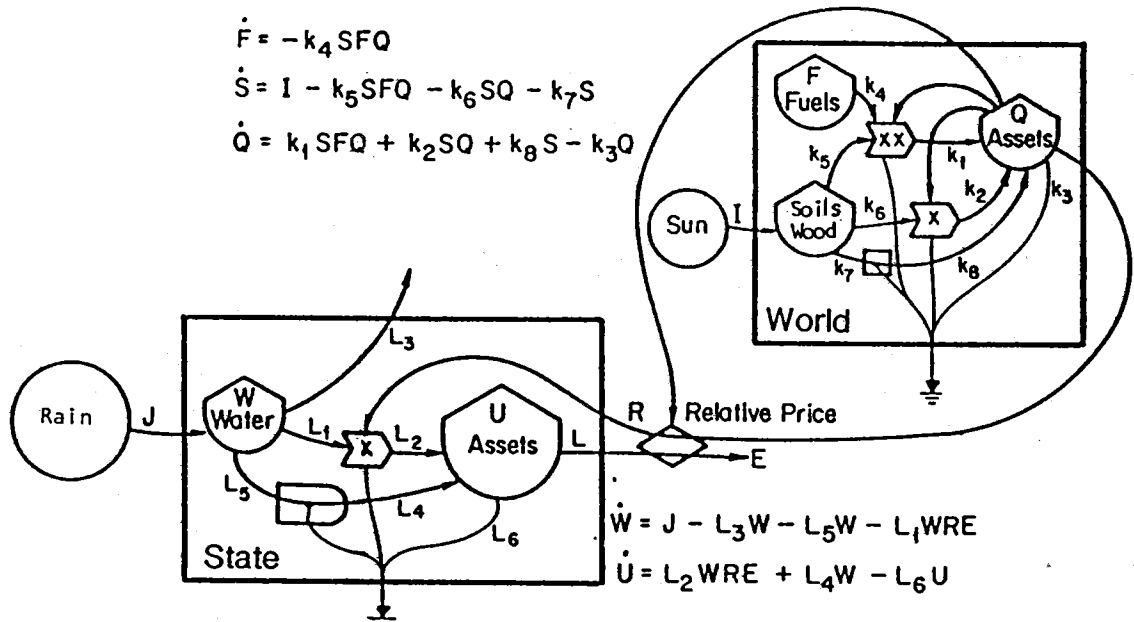 Ḟ = -k₄SFQ
Ṡ = I - k₅SFQ - k₆SQ - k₇S
Q̇ = k₁SFQ + k₂SQ + k₈S - k₃Q
F
Fuels
k₄
Q
Assets
XX
k₅
k₁
k₂
k₃
Sun
I
Soils
Wood
k₆
X
k₇
k₈
World
L₃
Rain
J
W
Water
L₁
X
L₂
U
Assets
L
R
Relative Price
E
L₅
L₄
L₆
State
Ẇ = J - L₃W - L₅W - L₁WRE
U̇ = L₂WRE + L₄W - L₆U